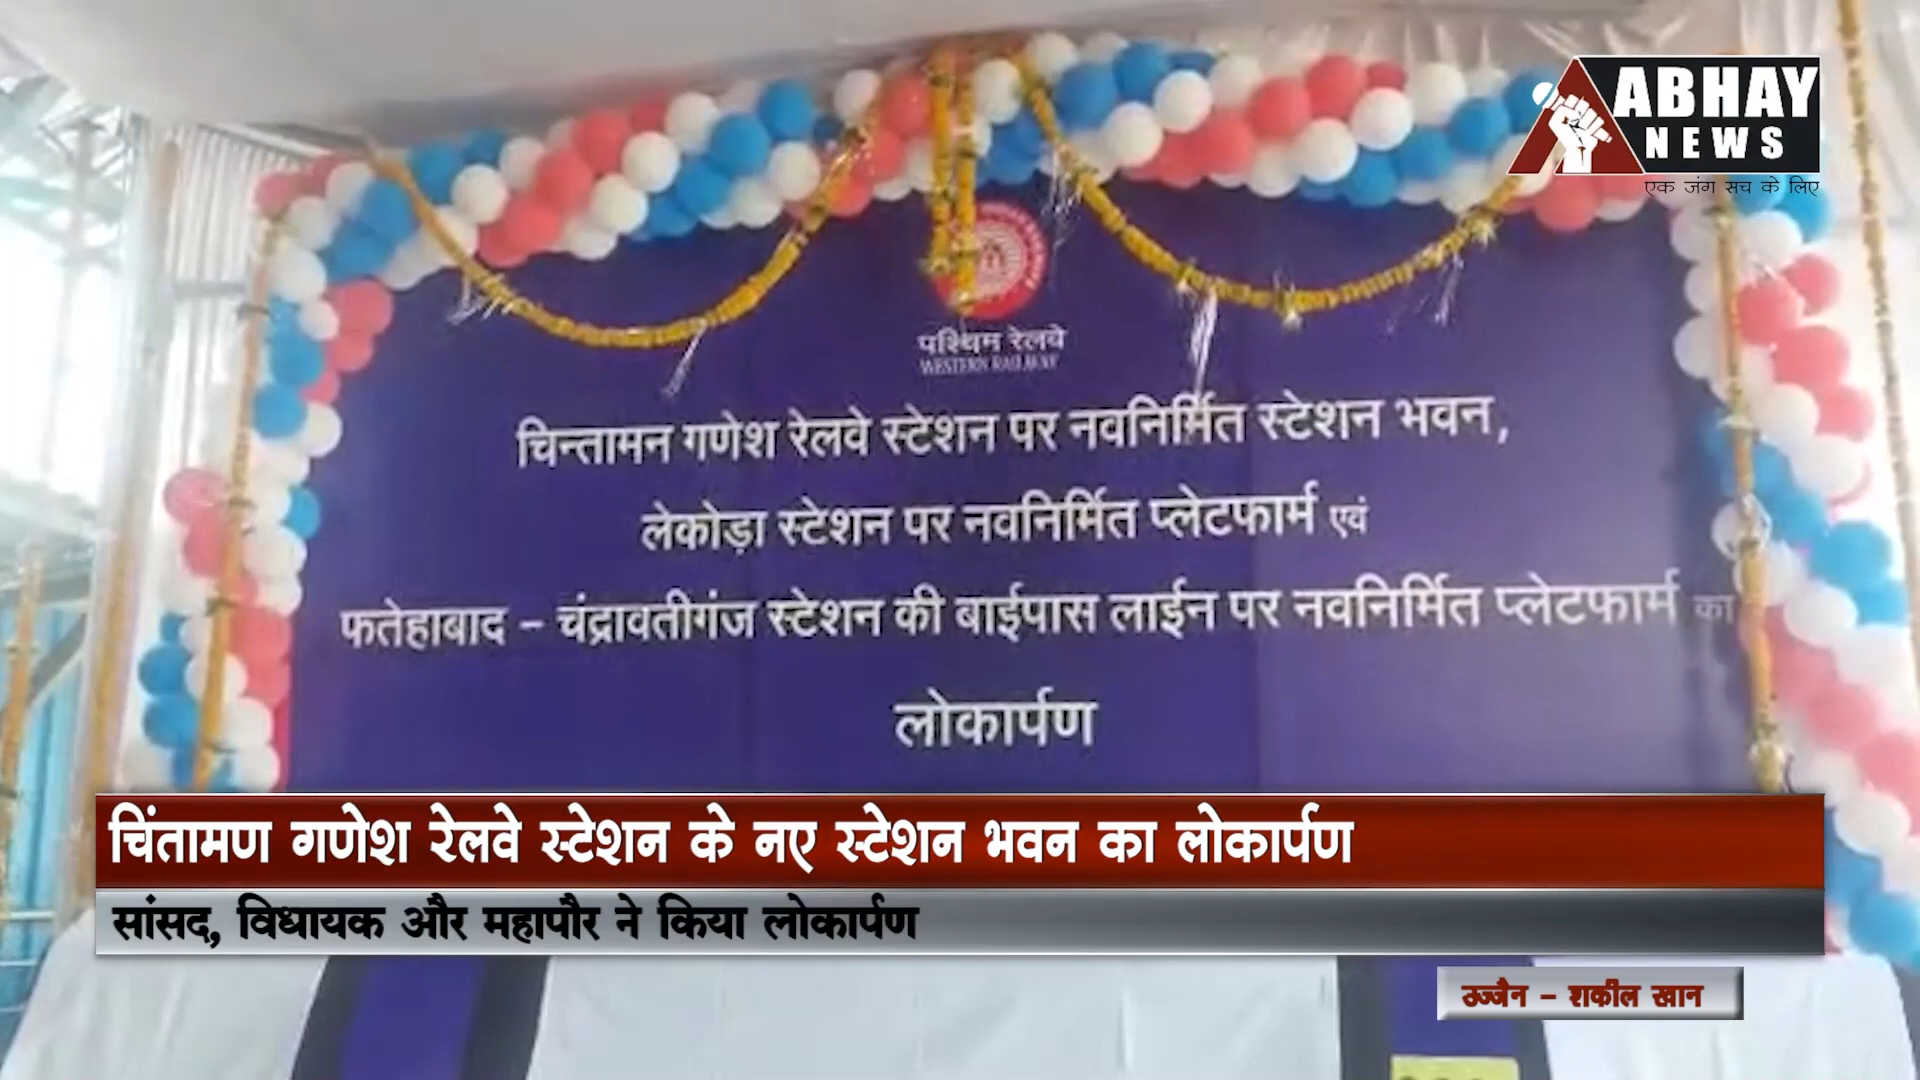 ABHAY
NEWS
एक जंग सच के लिए
पश्चिम रेलवे
WESTERN RAILWAY
चिन्तामन गणेश रेलवे स्टेशन पर नवनिर्मित स्टेशन भवन,
लेकोड़ा स्टेशन पर नवनिर्मित प्लेटफार्म एवं
फतेहाबाद – चंद्रावतीगंज स्टेशन की बाईपास लाईन पर नवनिर्मित प्लेटफार्म का
लोकार्पण
चिंतामण गणेश रेलवे स्टेशन के नए स्टेशन भवन का लोकार्पण
सांसद, विधायक और महापौर ने किया लोकार्पण
उज्जैन – शकील खान